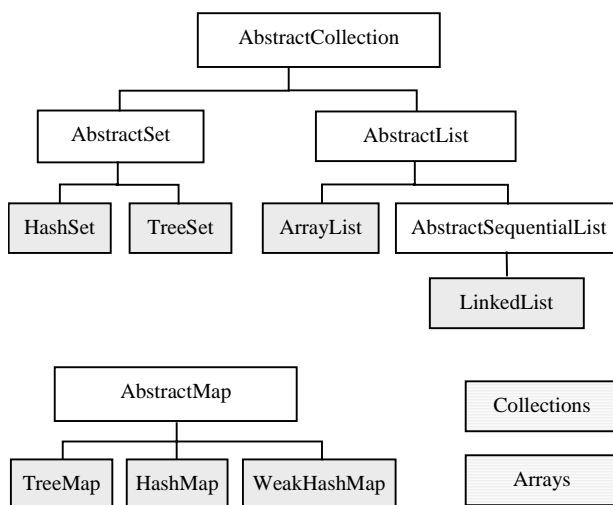 AbstractCollection
AbstractSet
AbstractList
HashSet
TreeSet
ArrayList
AbstractSequentialList
LinkedList
AbstractMap
Collections
TreeMap
HashMap
WeakHashMap
Arrays